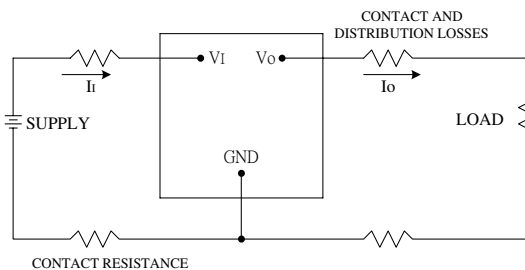 CONTACT AND
DISTRIBUTION LOSSES
VI
VO
II
IO
SUPPLY
LOAD
GND
CONTACT RESISTANCE